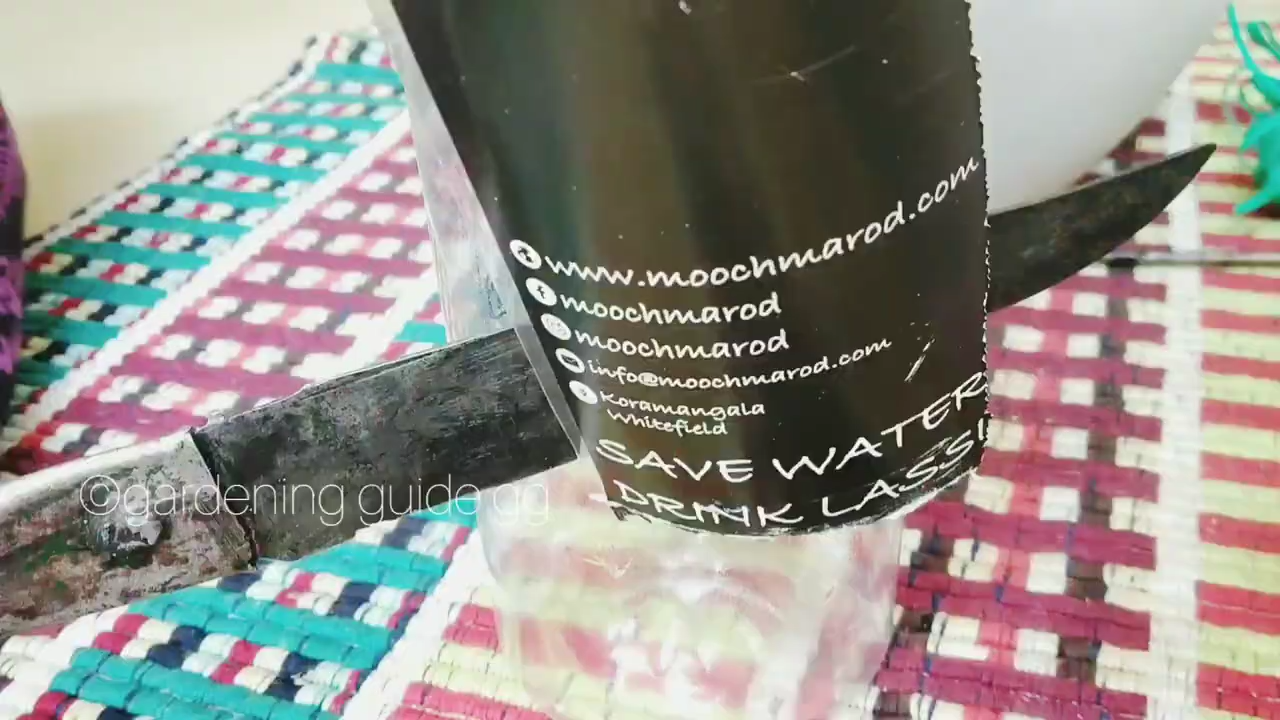 www.moochmarod.com
moochmarod
moochmarod
info@moochmarod.com
Koramangala
Whitefield
SAVE WATER
DRINK LASSI
©gardening guide gg